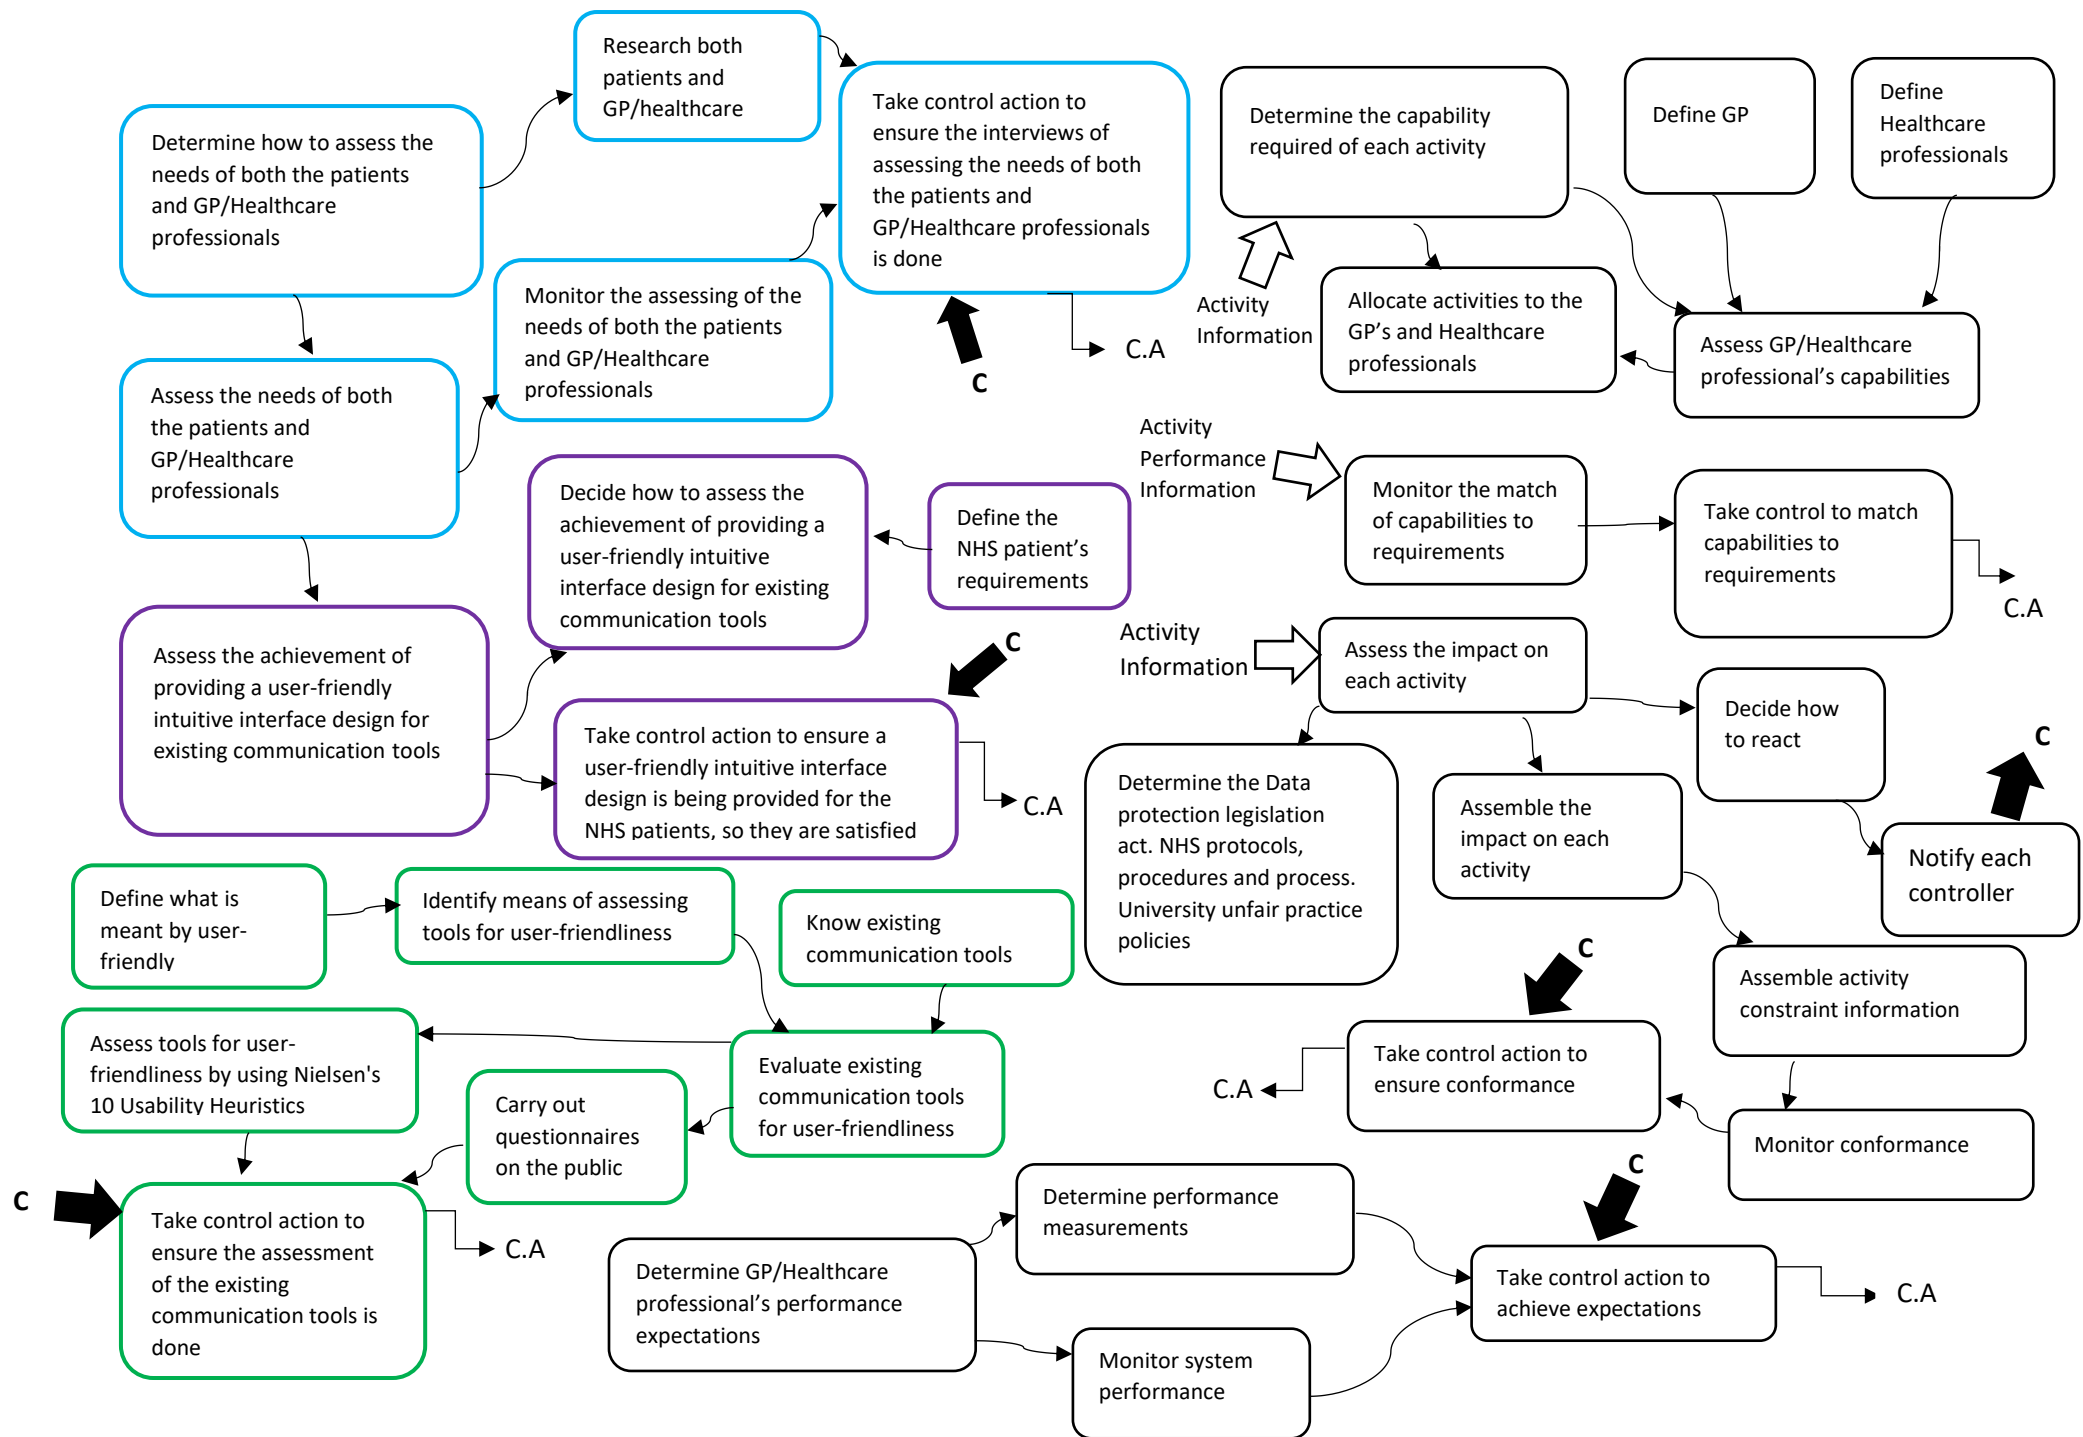 Research both
patients and
GP/healthcare
Determine how to assess the
needs of both the patients
and GP/Healthcare
professionals
Take control action to
ensure the interviews of
assessing the needs of both
the patients and
GP/Healthcare professionals
is done
Monitor the assessing of the
needs of both the patients
and GP/Healthcare
professionals
C
C.A
Assess the needs of both
the patients and
GP/Healthcare
professionals
Determine the capability
required of each activity
Define GP
Define
Healthcare
professionals
Activity
Information
Allocate activities to the
GP's and Healthcare
professionals
Assess GP/Healthcare
professional's capabilities
Activity
Performance
Information
Monitor the match
of capabilities to
requirements
Take control to match
capabilities to
requirements
C.A
Decide how to assess the
achievement of providing a
user-friendly intuitive
interface design for existing
communication tools
Define the
NHS patient's
requirements
Assess the achievement of
providing a user-friendly
intuitive interface design for
existing communication tools
C
Take control action to ensure a
user-friendly intuitive interface
design is being provided for the
NHS patients, so they are satisfied
C.A
Activity
Information
Assess the impact on
each activity
Decide how
to react
C
Determine the Data
protection legislation
act. NHS protocols,
procedures and process.
University unfair practice
policies
Assemble the
impact on each
activity
Notify each
controller
Assemble activity
constraint information
C
Take control action to
ensure conformance
C.A
Monitor conformance
Define what is
meant by user-
friendly
Identify means of assessing
tools for user-friendliness
Know existing
communication tools
Assess tools for user-
friendliness by using Nielsen's
10 Usability Heuristics
Evaluate existing
communication tools
for user-friendliness
Carry out
questionnaires
on the public
C
Take control action to
ensure the assessment
of the existing
communication tools is
done
C.A
Determine performance
measurements
Determine GP/Healthcare
professional's performance
expectations
Monitor system
performance
C
Take control action to
achieve expectations
C.A